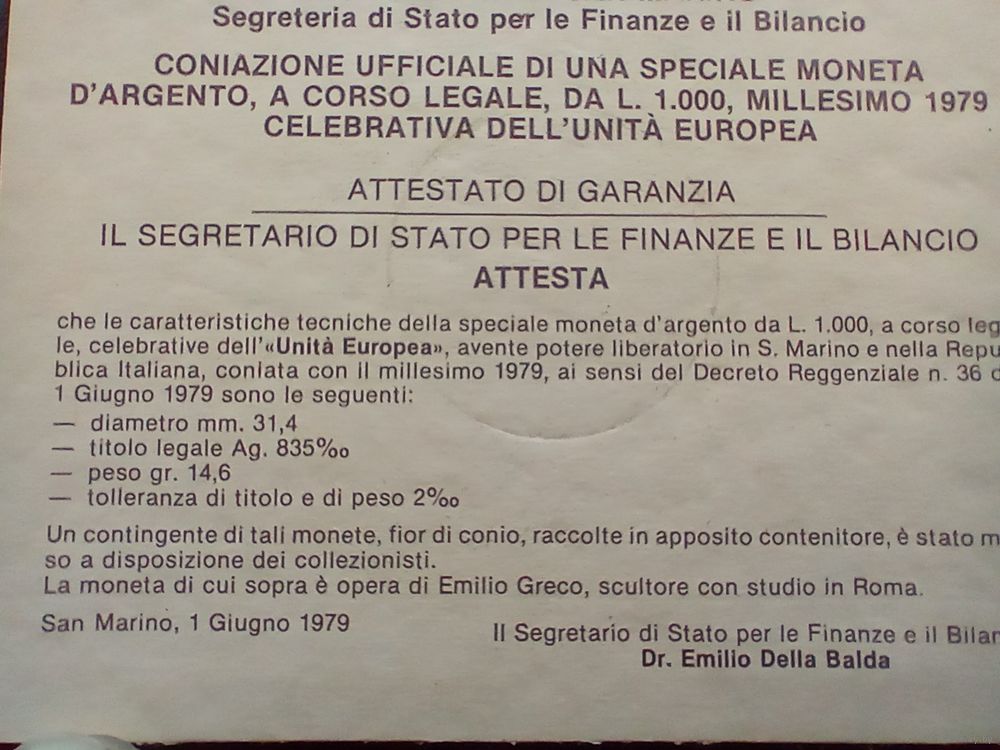 Segreteria di Stato per le Finanze e il Bilancio
CONIAZIONE UFFICIALE DI UNA SPECIALE MONETA
D'ARGENTO, A CORSO LEGALE, DA L. 1.000, MILLESIMO 1979
CELEBRATIVA DELL'UNITÀ EUROPEA
ATTESTATO DI GARANZIA
IL SEGRETARIO DI STATO PER LE FINANZE E IL BILANCIO
ATTESTA
che le caratteristiche tecniche della speciale moneta d'argento da L. 1.000, a corso leg
le, celebrative dell'«Unità Europea», avente potere liberatorio in S. Marino e nella Repu
blica Italiana, coniata con il millesimo 1979, ai sensi del Decreto Reggenziale n. 36 d
1 Giugno 1979 sono le seguenti:
— diametro mm. 31,4
— titolo legale Ag. 835‰
— peso gr. 14,6
— tolleranza di titolo e di peso 2‰
Un contingente di tali monete, fior di conio, raccolte in apposito contenitore, è stato m
so a disposizione dei collezionisti.
La moneta di cui sopra è opera di Emilio Greco, scultore con studio in Roma.
San Marino, 1 Giugno 1979
Il Segretario di Stato per le Finanze e il Bilan
Dr. Emilio Della Balda